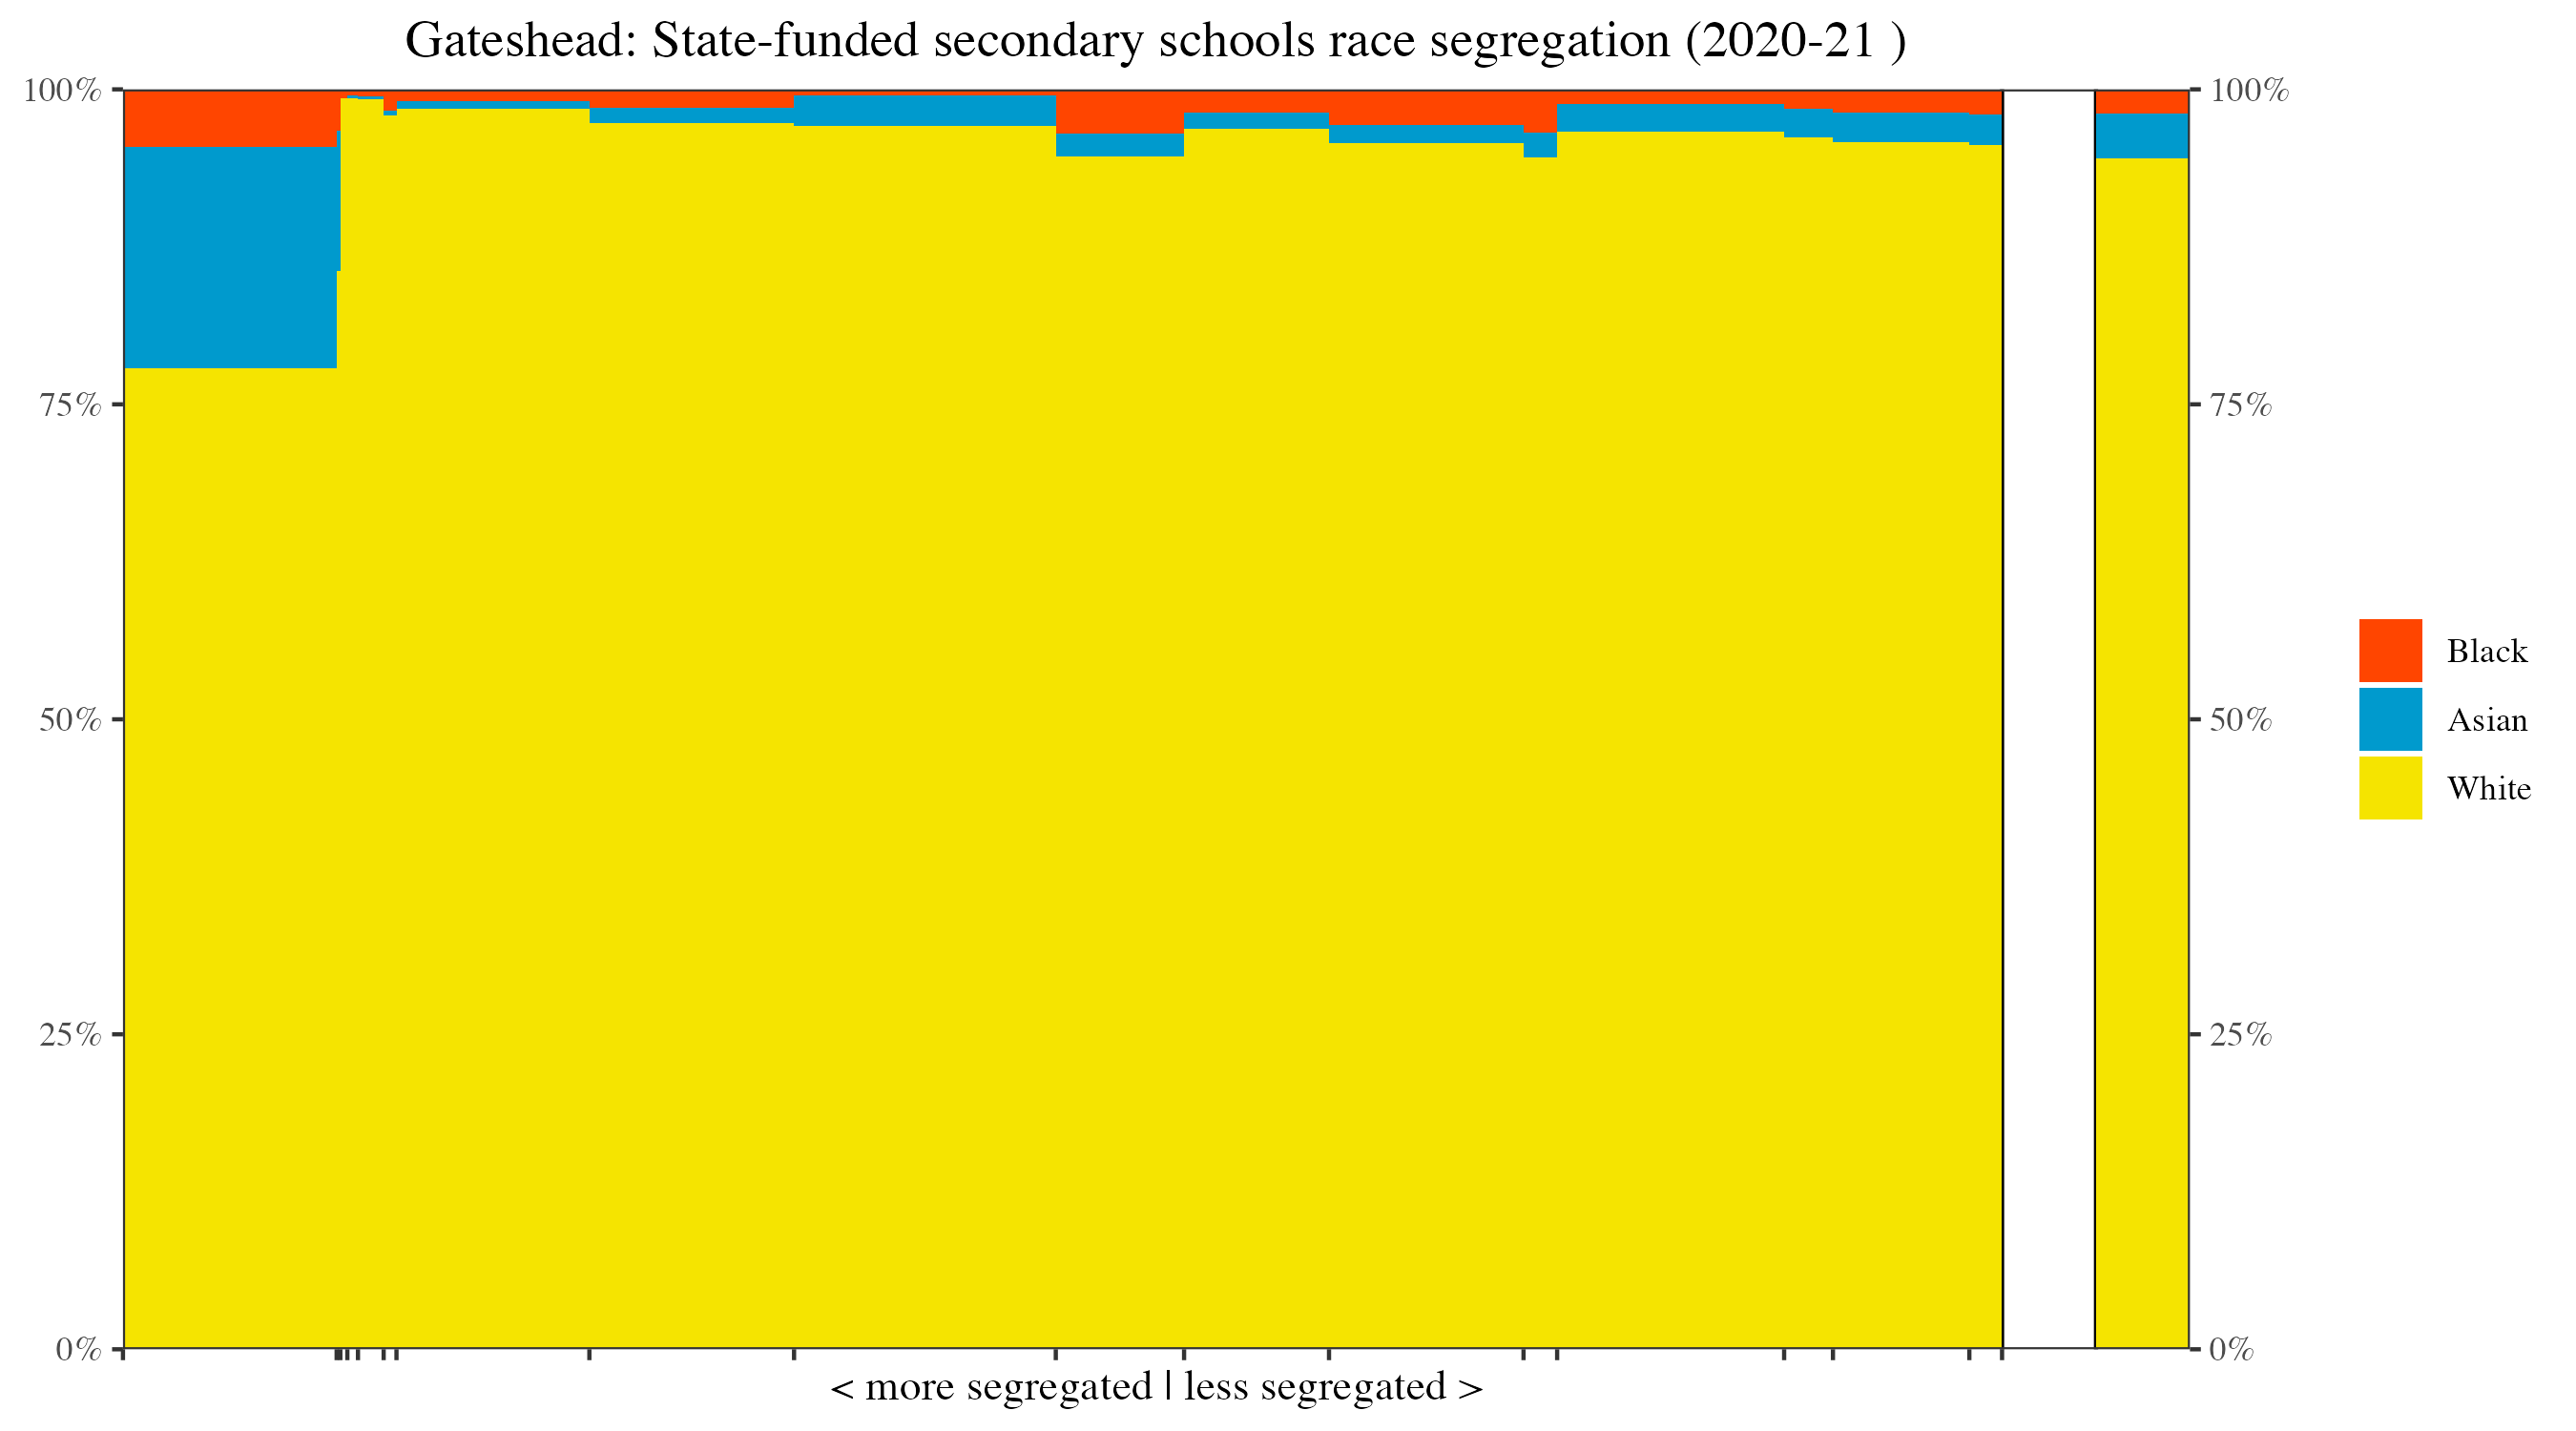 Gateshead: State-funded secondary schools race segregation (2020-21 )
100%
100%
75%
75%
50%
50%
25%
25%
0%
0%
Black
Asian
White
< more segregated | less segregated >